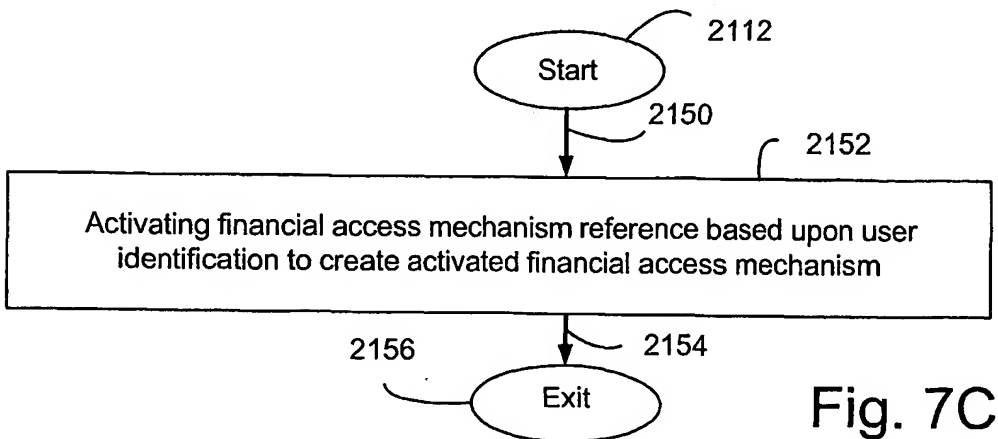 2112
Start
2150
2152
Activating financial access mechanism reference based upon user
identification to create activated financial access mechanism
2156
2154
Exit
Fig. 7C